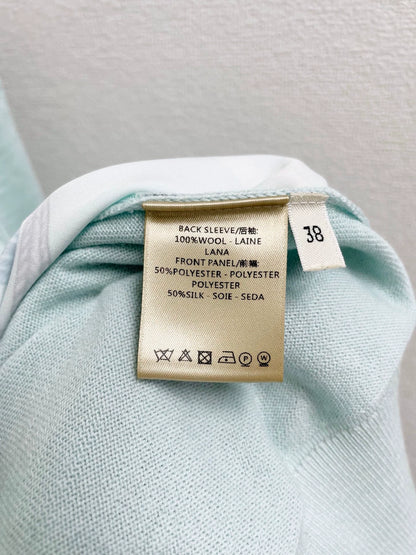 BACK SLEEVE/后袖:
100%WOOL - LAINE
LANA
FRONT PANEL/前幅:
50%POLYESTER - POLYESTER
POLYESTER
50%SILK - SOIE - SEDA
P W
38